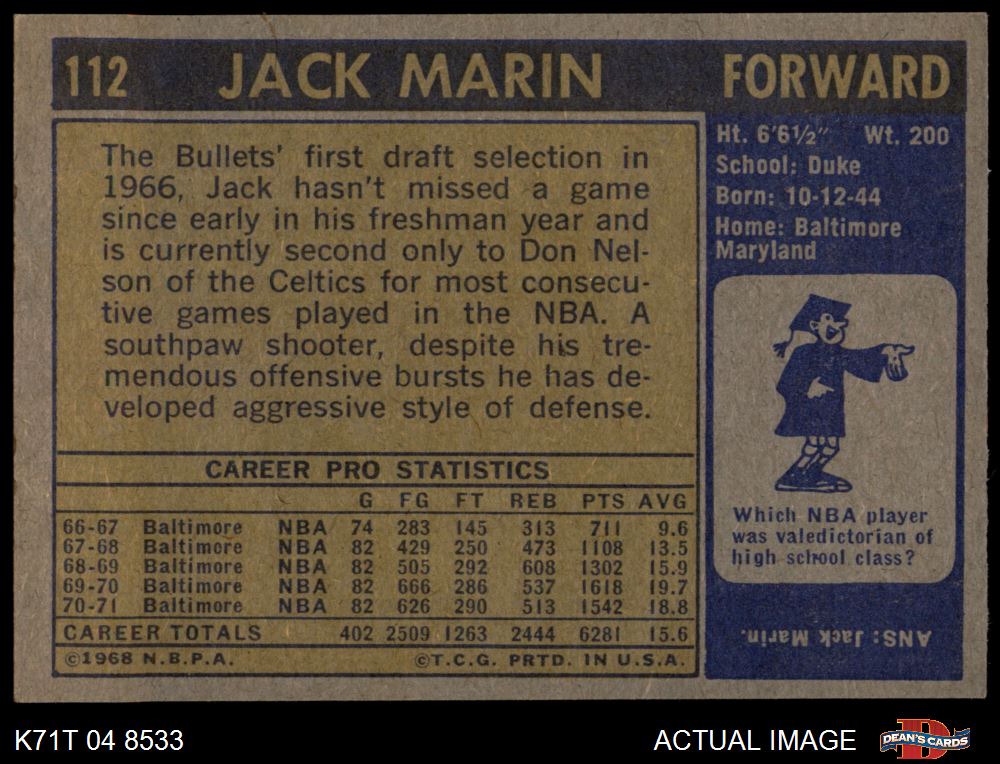 112 JACK MARIN FORWARD
The Bullets' first draft selection in
1966, Jack hasn't missed a game
since early in his freshman year and
is currently second only to Don Nel-
son of the Celtics for most consecu-
tive games played in the NBA. A
southpaw shooter, despite his tre-
mendous offensive bursts he has de-
veloped aggressive style of defense.
CAREER PRO STATISTICS
G FG FT REB PTS AVG
66-67 Baltimore NBA 74 283 145 313 711 9.6
67-68 Baltimore NBA 82 429 250 473 1108 13.5
68-69 Baltimore NBA 82 505 292 608 1302 15.9
69-70 Baltimore NBA 82 666 286 537 1618 19.7
70-71 Baltimore NBA 82 626 290 513 1542 18.8
CAREER TOTALS 402 2509 1263 2444 6281 15.6
©1968 N.B.P.A. ©T.C.G. PRTD. IN U.S.A.
Ht. 6'6½" Wt. 200
School: Duke
Born: 10-12-44
Home: Baltimore
Maryland
Which NBA player
was valedictorian of
high school class?
ANS: Jack Marin.
K71T 04 8533
ACTUAL IMAGE
D
DEAN'S CARDS